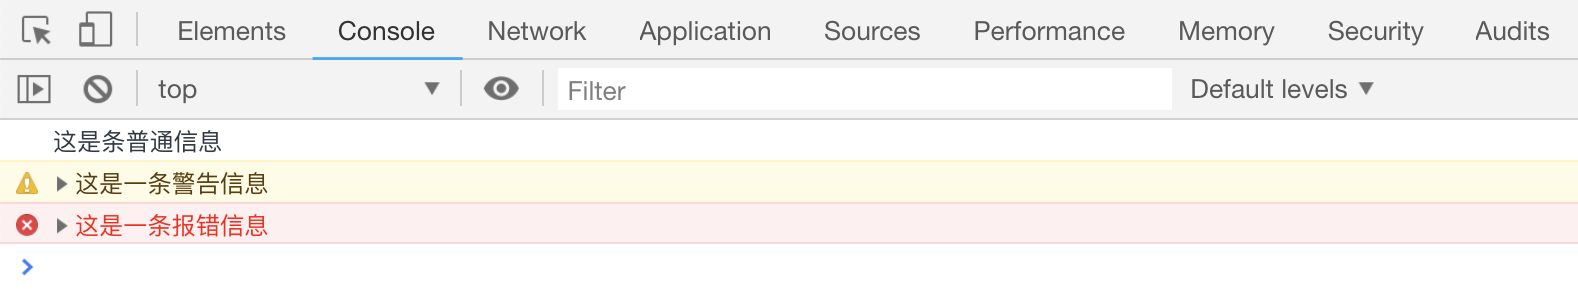 Elements Console Network Application Sources Performance Memory Security Audits
top Filter Default levels
这是条普通信息
这是一条警告信息
这是一条报错信息